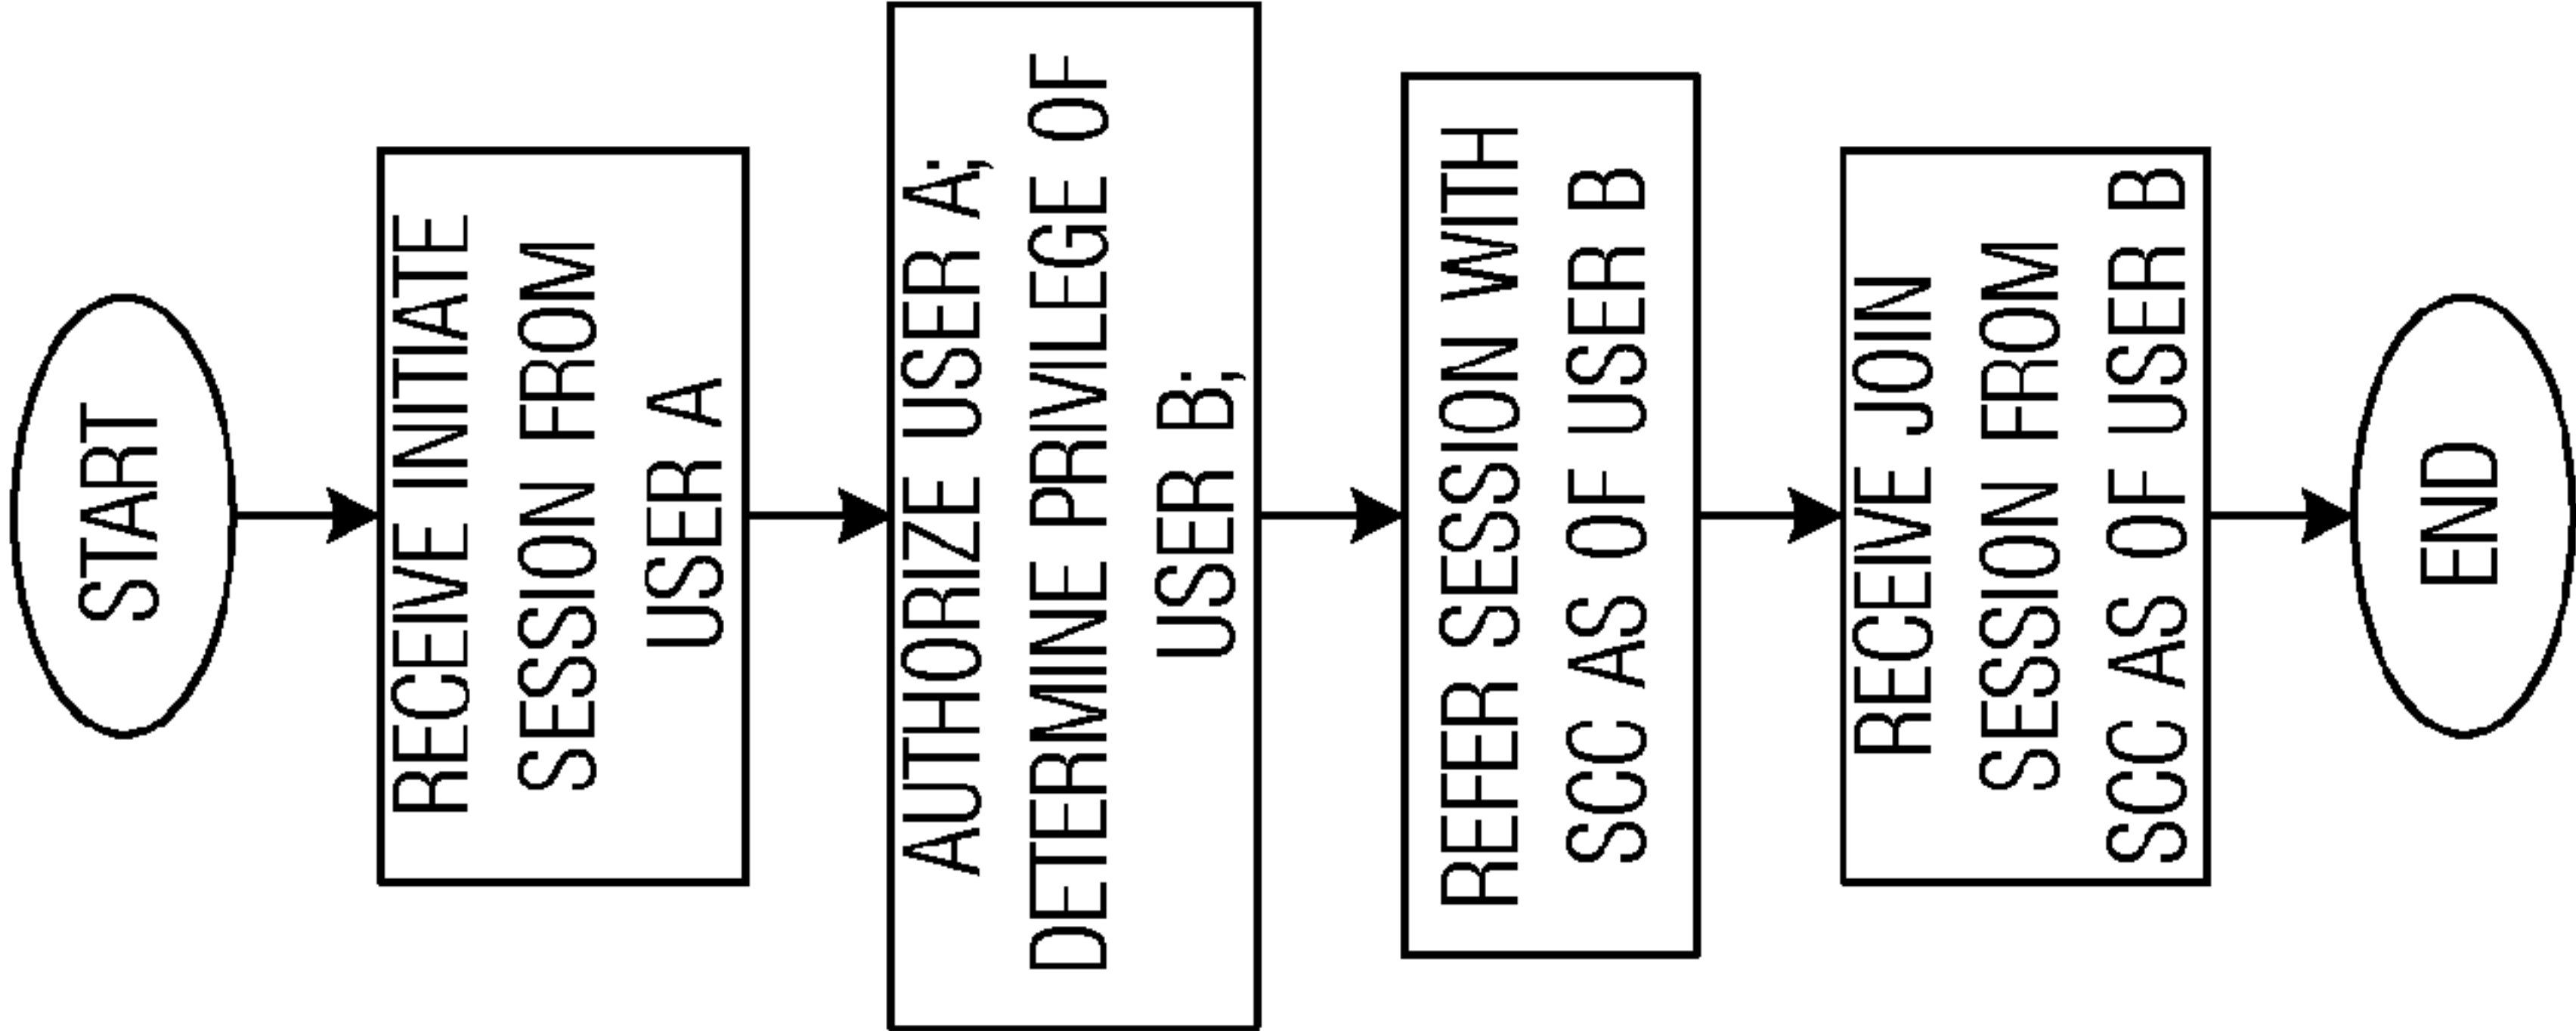 START
RECEIVE INITIATE
SESSION FROM
USER A
AUTHORIZE USER A;
DETERMINE PRIVILEGE OF
USER B;
REFER SESSION WITH
SCC AS OF USER B
RECEIVE JOIN
SESSION FROM
SCC AS OF USER B
END